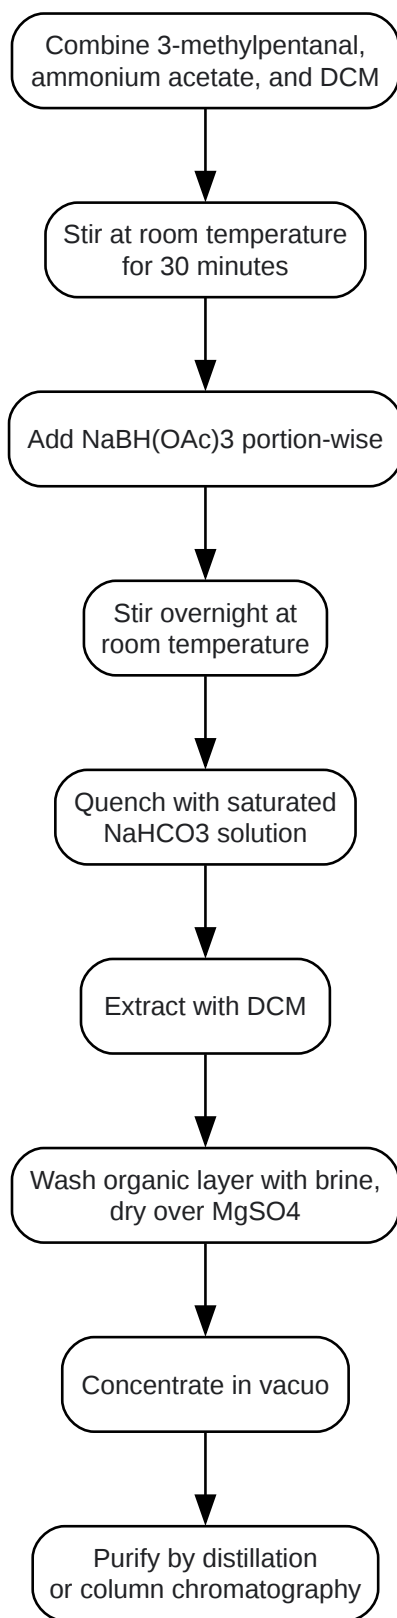 Combine 3-methylpentanal,
ammonium acetate, and DCM
Stir at room temperature
for 30 minutes
Add NaBH(OAc)3 portion-wise
Stir overnight at
room temperature
Quench with saturated
NaHCO3 solution
Extract with DCM
Wash organic layer with brine,
dry over MgSO4
Concentrate in vacuo
Purify by distillation
or column chromatography